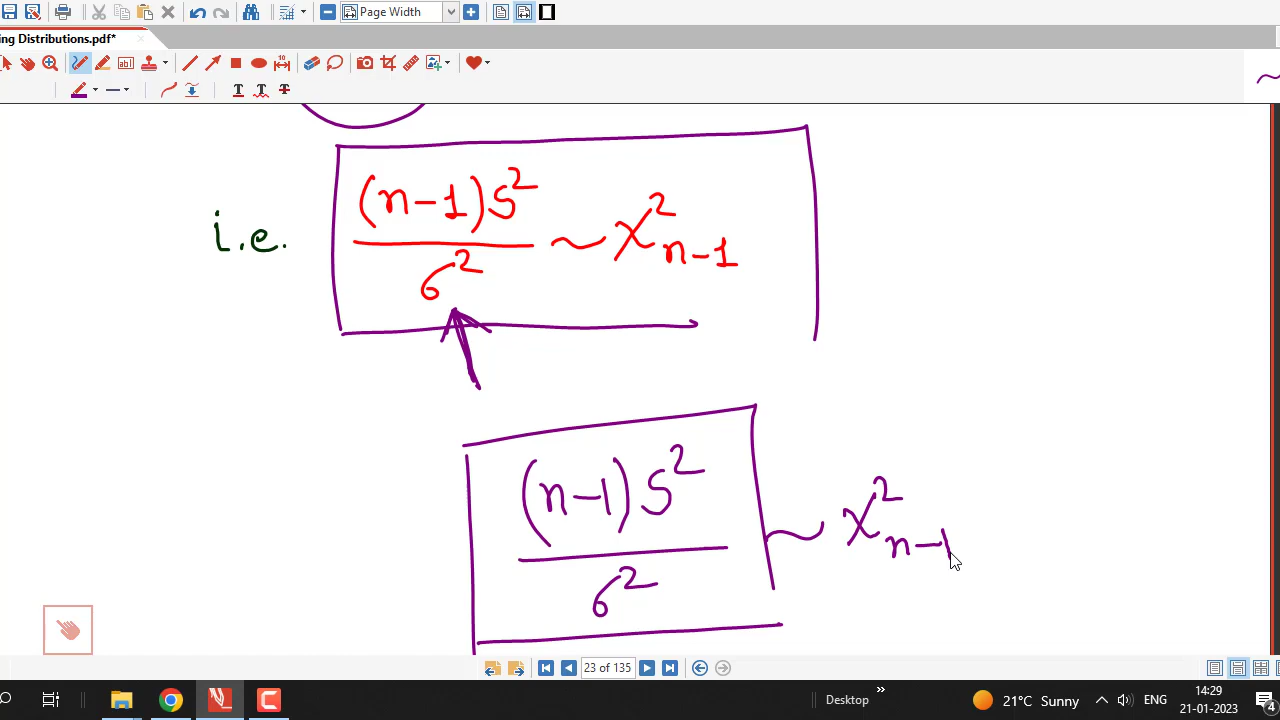 Page Width
ing Distributions.pdf*
i.e.
(n-1)S²
σ²
~ χ²n-1
(n-1)S²
σ²
~ χ²n-1
23 of 135
Desktop
21°C Sunny
ENG
14:29
21-01-2023
4